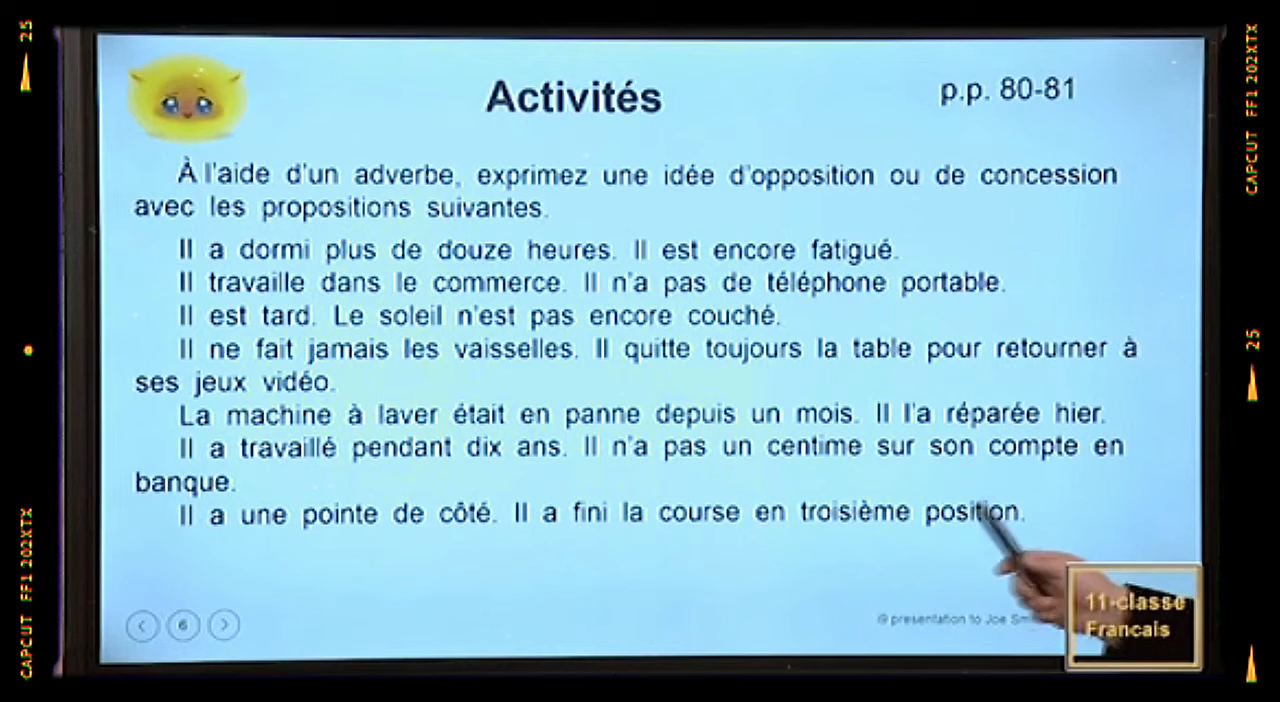 Activités
p.p. 80-81
À l'aide d'un adverbe, exprimez une idée d'opposition ou de concession
avec les propositions suivantes.
Il a dormi plus de douze heures. Il est encore fatigué.
Il travaille dans le commerce. Il n'a pas de téléphone portable.
Il est tard. Le soleil n'est pas encore couché.
Il ne fait jamais les vaisselles. Il quitte toujours la table pour retourner à
ses jeux vidéo.
La machine à laver était en panne depuis un mois. Il l'a réparée hier.
Il a travaillé pendant dix ans. Il n'a pas un centime sur son compte en
banque.
Il a une pointe de côté. Il a fini la course en troisième position.
6
@ presentation to Joe
11-classe
Francais
25
CAPCUT FF1 202XTX
CAPCUT FF1 202XTX
25